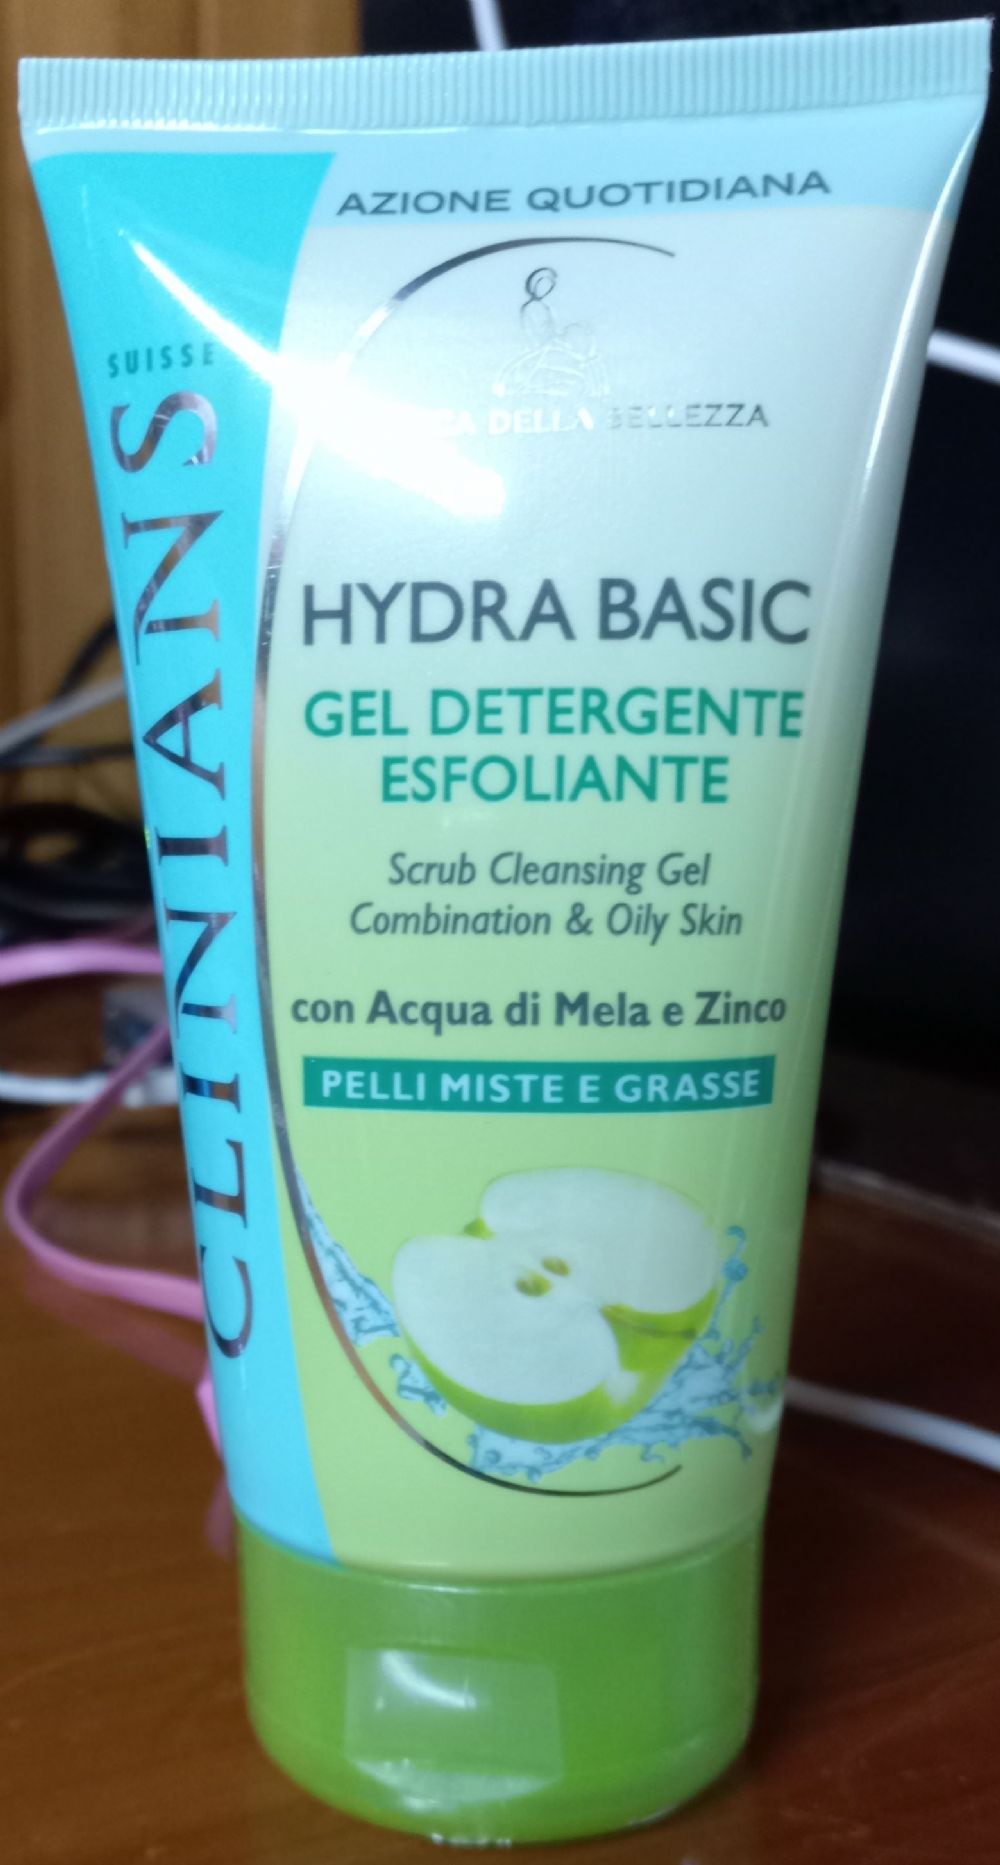 AZIONE QUOTIDIANA
SUISSE
CLINIANS
DELLA BELLEZZA
HYDRA BASIC
GEL DETERGENTE
ESFOLIANTE
Scrub Cleansing Gel
Combination & Oily Skin
con Acqua di Mela e Zinco
PELLI MISTE E GRASSE